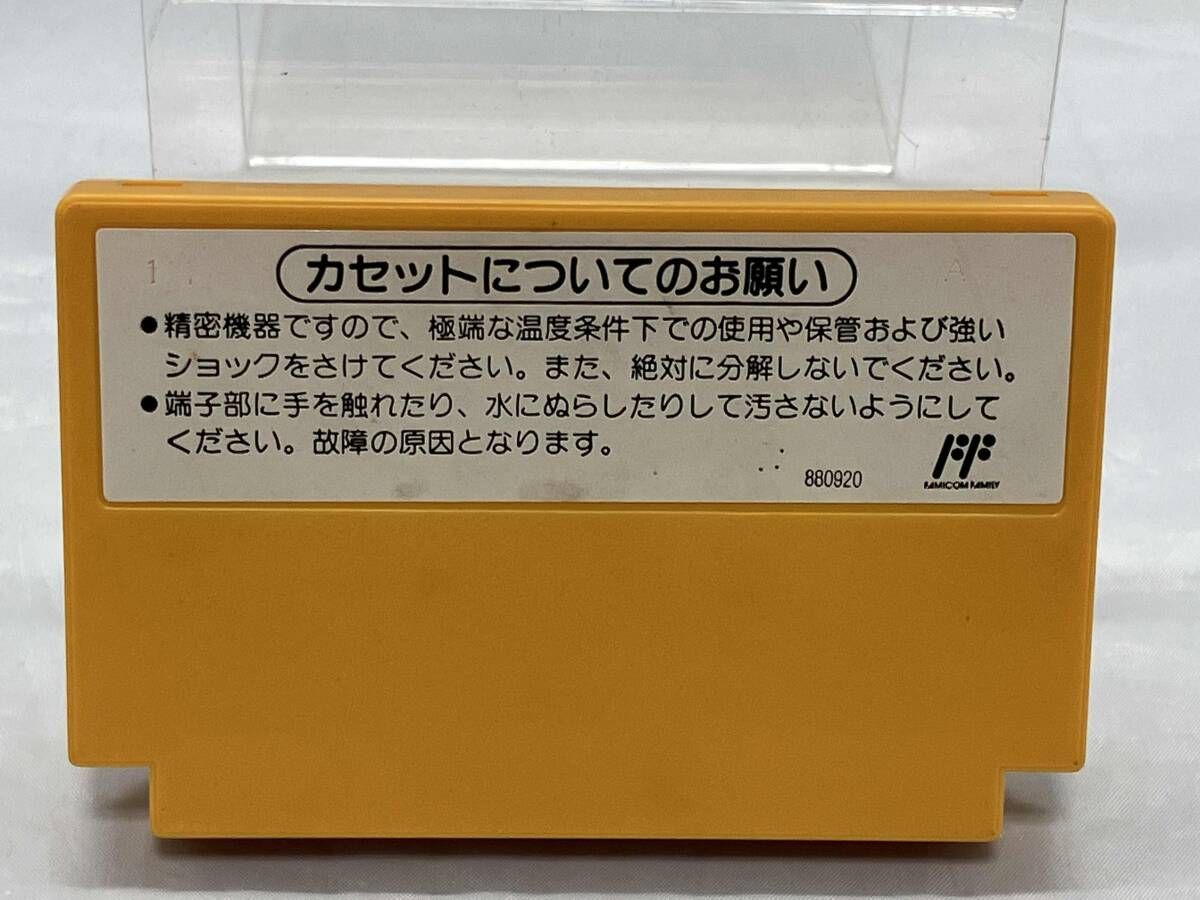 1 A
カセットについてのお願い
●精密機器ですので、極端な温度条件下での使用や保管および強い
ショックをさけてください。また、絶対に分解しないでください。
●端子部に手を触れたり、水にぬらしたりして汚さないようにして
ください。故障の原因となります。
880920
FF
FAMICOM FAMILY